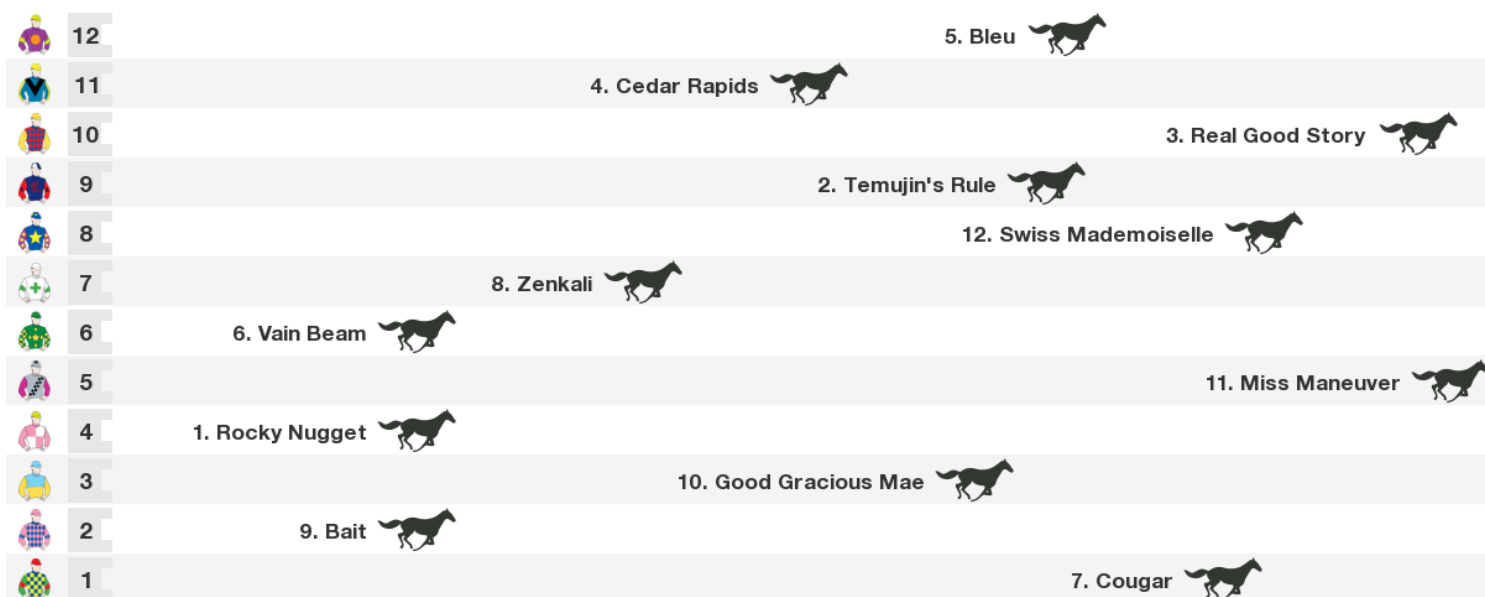 12 5. Bleu
11 4. Cedar Rapids
10 3. Real Good Story
9 2. Temujin's Rule
8 12. Swiss Mademoiselle
7 8. Zenkali
6 6. Vain Beam
5 11. Miss Maneuver
4 1. Rocky Nugget
3 10. Good Gracious Mae
2 9. Bait
1 7. Cougar